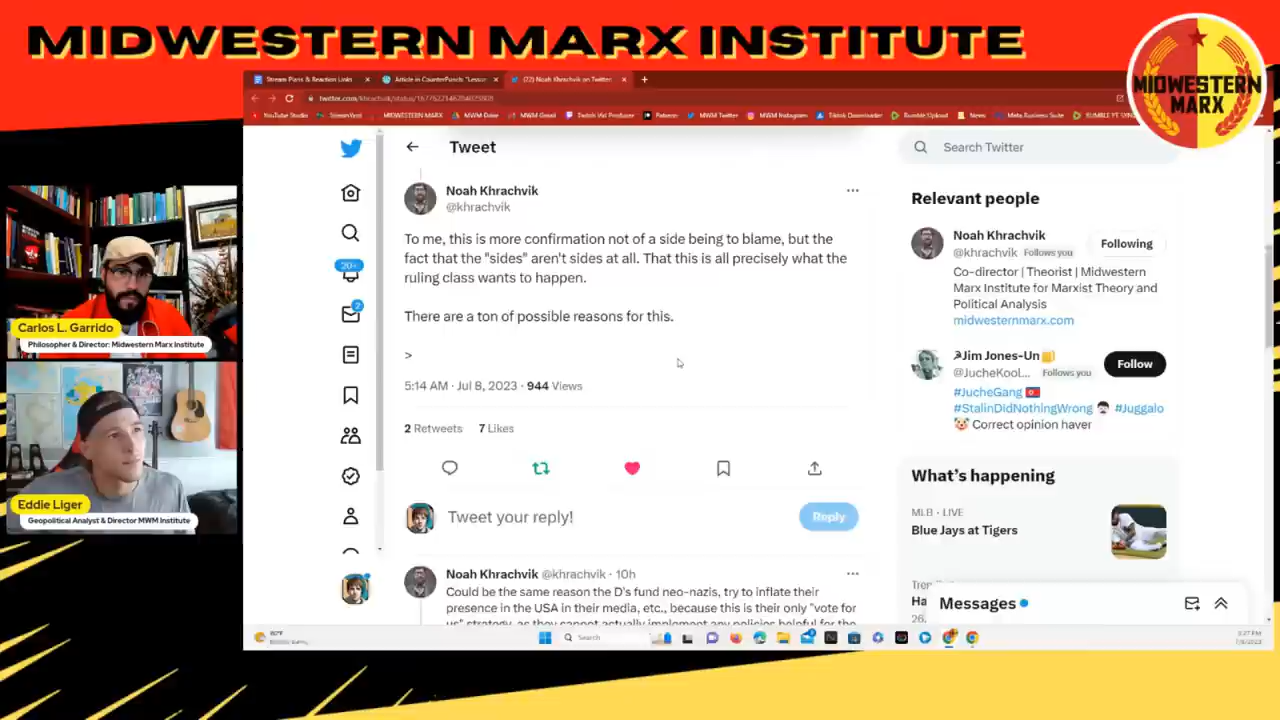 MIDWESTERN MARX INSTITUTE
MIDWESTERN
MARX
Stream Plans & Reaction Links
Article in CounterPunch "Lesso
(72) Noah Khrachvik on Twitter
YouTube Studio
StreamYard
MIDWESTERN MARX
MWM Drive
MWM Gmail
Twitch Vid Producer
Patreon
MWM Twitter
MWM Instagram
Tiktok Downloader
Rumble Upload
News
Meta Business Suite
RUMBLE YT SYNC
Tweet
Search Twitter
Noah Khrachvik
@khrachvik
To me, this is more confirmation not of a side being to blame, but the
fact that the "sides" aren't sides at all. That this is all precisely what the
ruling class wants to happen.
There are a ton of possible reasons for this.
>
5:14 AM · Jul 8, 2023 · 944 Views
2 Retweets 7 Likes
Tweet your reply!
Reply
Noah Khrachvik @khrachvik · 10h
Could be the same reason the D's fund neo-nazis, try to inflate their
presence in the USA in their media, etc., because this is their only "vote for
us" strategy, as they cannot actually implement any policies helpful for the
20+
2
Relevant people
Noah Khrachvik
@khrachvik Follows you
Following
Co-director | Theorist | Midwestern
Marx Institute for Marxist Theory and
Political Analysis
midwesternmarx.com
Jim Jones-Un
@JucheKool... Follows you
Follow
#JucheGang
#StalinDidNothingWrong #Juggalo
Correct opinion haver
What's happening
MLB · LIVE
Blue Jays at Tigers
Tren
Ha
26,
Messages
Carlos L. Garrido
Philosopher & Director: Midwestern Marx Institute
Eddie Liger
Geopolitical Analyst & Director MWM Institute
Search